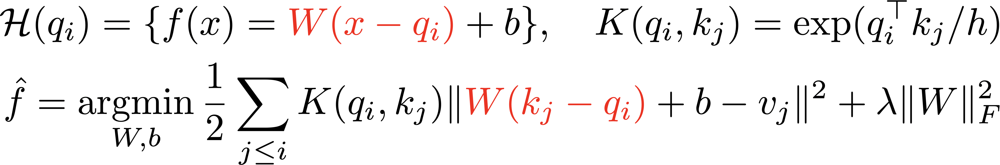 $\mathcal{H}(q_i) = \{f(x) = W(x - q_i) + b\}, \quad K(q_i, k_j) = \exp(q_i^\top k_j / h)$
$\hat{f} = \underset{W,b}{\operatorname{argmin}} \frac{1}{2} \sum_{j \leq i} K(q_i, k_j) \| W(k_j - q_i) + b - v_j \|^2 + \lambda \| W \|_F^2$